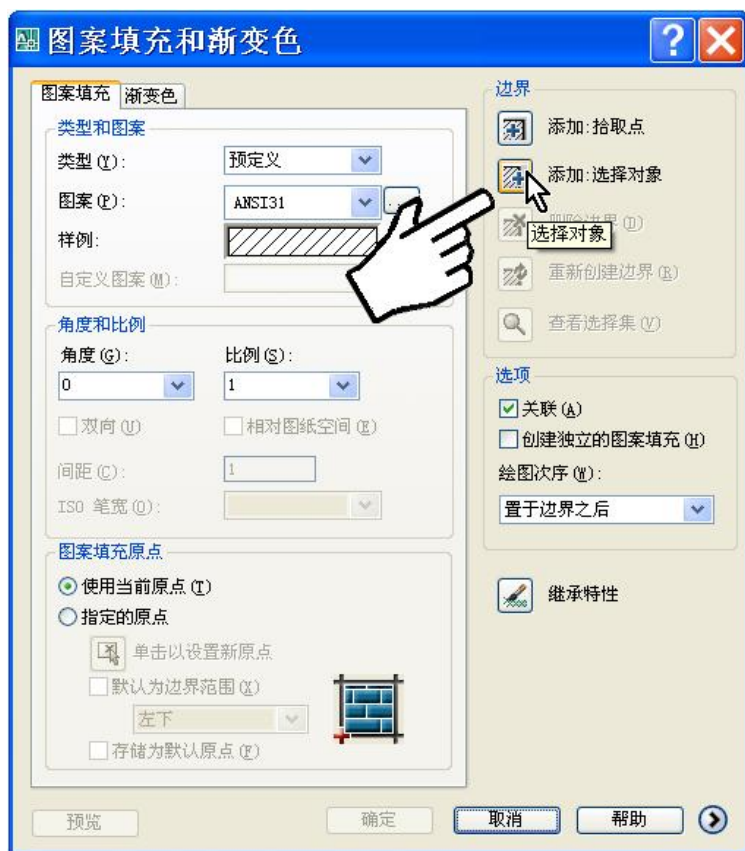 图案填充和渐变色
图案填充 渐变色
类型和图案
类型(Y): 预定义
图案(P): ANSI31
样例:
自定义图案(M):
角度和比例
角度(G): 比例(S):
0 1
双向(U) 相对图纸空间(E)
间距(C): 1
ISO 笔宽(O):
图案填充原点
使用当前原点(T)
指定的原点
单击以设置新原点
默认为边界范围(X)
左下
存储为默认原点(F)
边界
添加:拾取点
添加:选择对象
删除边界(D)
选择对象
重新创建边界(R)
查看选择集(V)
选项
关联(A)
创建独立的图案填充(H)
绘图次序(W):
置于边界之后
继承特性
预览 确定 取消 帮助